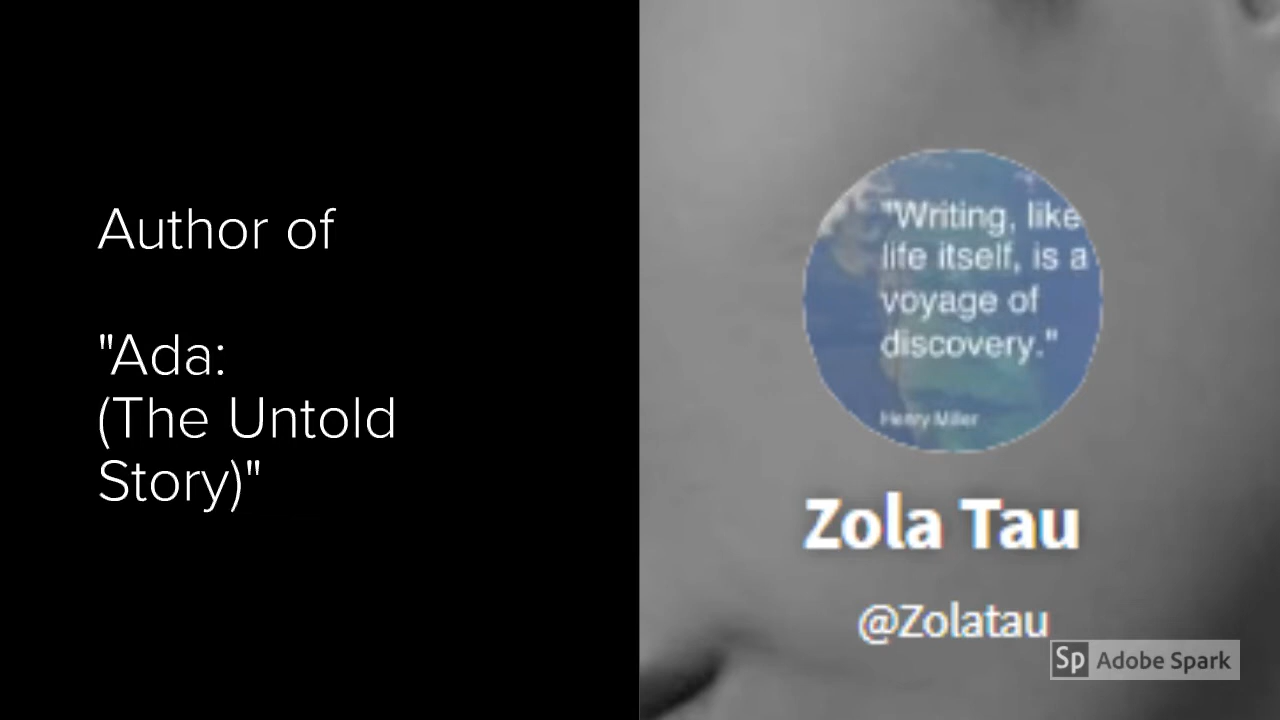 Author of
"Ada:
(The Untold
Story)"
"Writing, like
life itself, is a
voyage of
discovery."
Henry Miller
Zola Tau
@Zolatau
Sp Adobe Spark